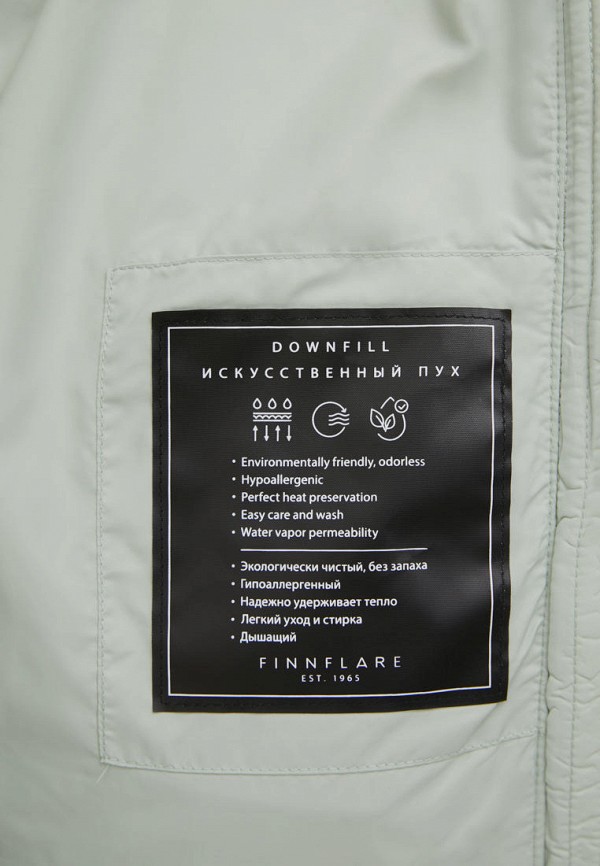 DOWNFILL
ИСКУССТВЕННЫЙ ПУХ
• Environmentally friendly, odorless
• Hypoallergenic
• Perfect heat preservation
• Easy care and wash
• Water vapor permeability
• Экологически чистый, без запаха
• Гипоаллергенный
• Надежно удерживает тепло
• Легкий уход и стирка
• Дышащий
FINNFLARE
EST. 1965